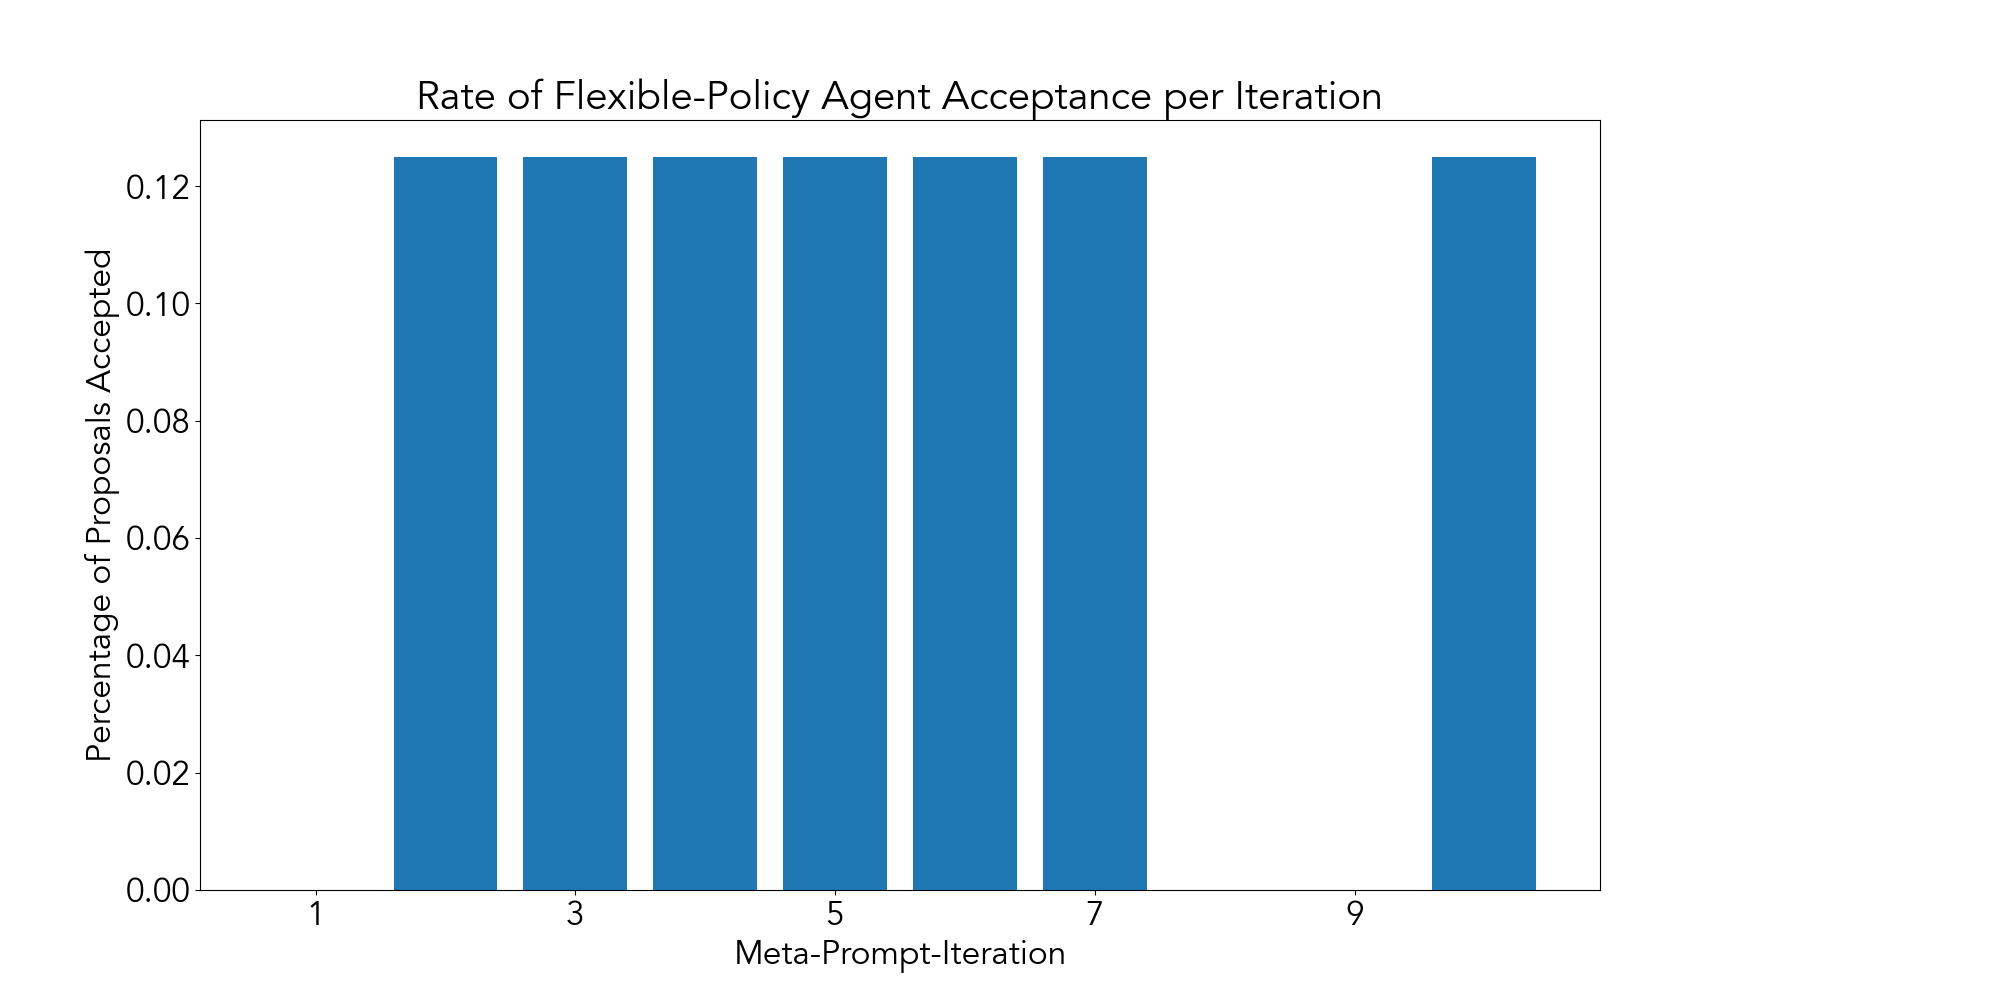 Rate of Flexible-Policy Agent Acceptance per Iteration
Percentage of Proposals Accepted
0.12
0.10
0.08
0.06
0.04
0.02
0.00
1 3 5 7 9
Meta-Prompt-Iteration